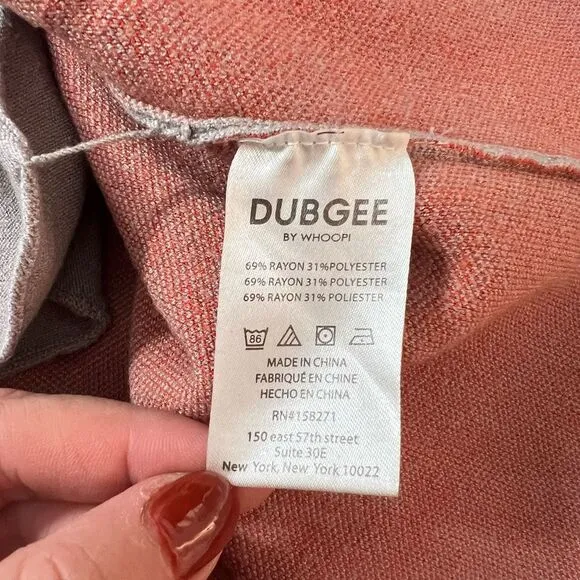 DUBGEE
BY WHOOPI
69% RAYON 31%POLYESTER
69% RAYON 31% POLYESTER
69% RAYON 31% POLIESTER
86
MADE IN CHINA
FABRIQUÉ EN CHINE
HECHO EN CHINA
RN#158271
150 east 57th street
Suite 30E
New York, New York 10022